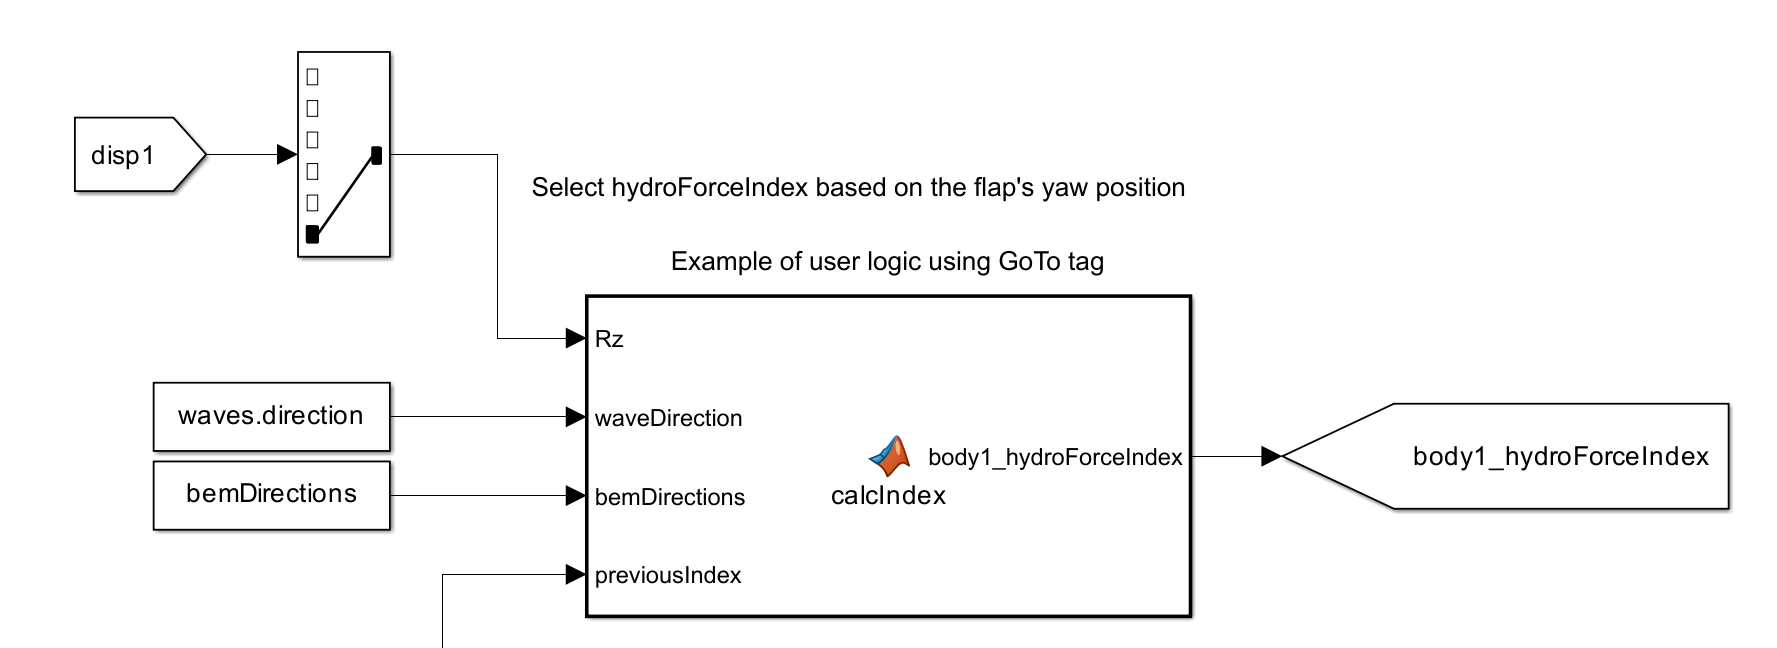 disp1
Select hydroForceIndex based on the flap's yaw position
Example of user logic using GoTo tag
Rz
waves.direction
waveDirection
body1_hydroForceIndex
body1_hydroForceIndex
bemDirections
bemDirections
calcIndex
previousIndex